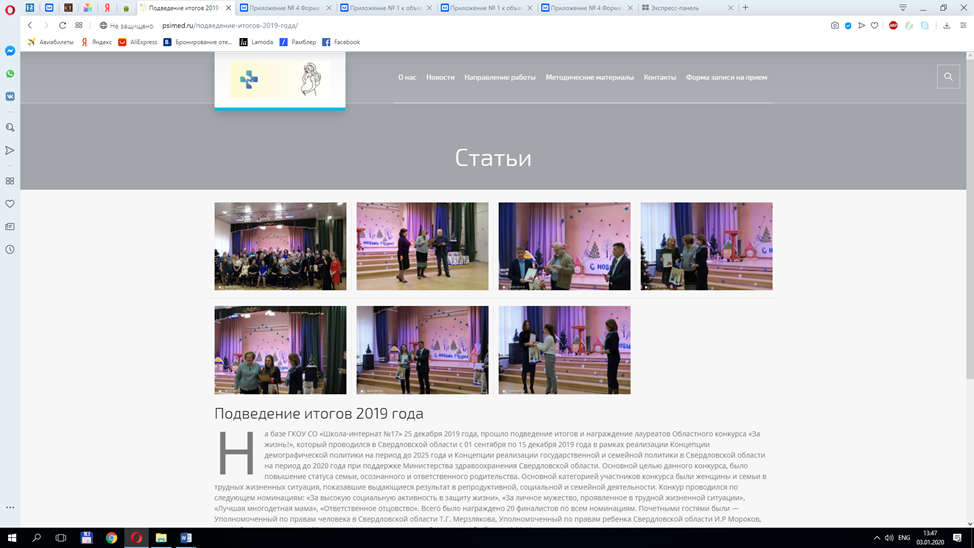 Подведение итогов 2019
Приложение № 4 Форми
Приложение № 1 к объя
Приложение № 1 к объя
Приложение № 4 Форми
Экспресс-панель
Не защищено psimed.ru/подведение-итогов-2019-года/
Авиабилеты Яндекс AliExpress Бронирование оте... Lamoda Рамблер Facebook
О нас Новости Направление работы Методические материалы Контакты Форма записи на прием
Статьи
Подведение итогов 2019 года
На базе ГКОУ СО «Школа-интернат №17» 25 декабря 2019 года, прошло подведение итогов и награждение лауреатов Областного конкурса «За
жизнь!», который проводился в Свердловской области с 01 сентября по 15 декабря 2019 года в рамках реализации Концепции
демографической политики на период до 2025 года и Концепции реализации государственной и семейной политики в Свердловской области
на период до 2020 года при поддержке Министерства здравоохранения Свердловской области. Основной целью данного конкурса, было
повышение статуса семьи, осознанного и ответственного родительства. Основной категорией участников конкурса были женщины и семьи в
трудных жизненных ситуация, показавшие выдающиеся результат в репродуктивной, социальной и семейной деятельности. Конкур проводился по
следующем номинациям: «За высокую социальную активность в защиту жизни», «За личное мужество, проявленное в трудной жизненной ситуации»,
«Лучшая многодетная мама», «Ответственное отцовство». Всего было награждено 20 финалистов по всем номинациям. Почетными гостями были —
Уполномоченный по правам человека в Свердловской области Т.Г. Мерзлякова, Уполномоченный по правам ребенка Свердловской области И.Р Мороков,
ENG
13:47
03.01.2020